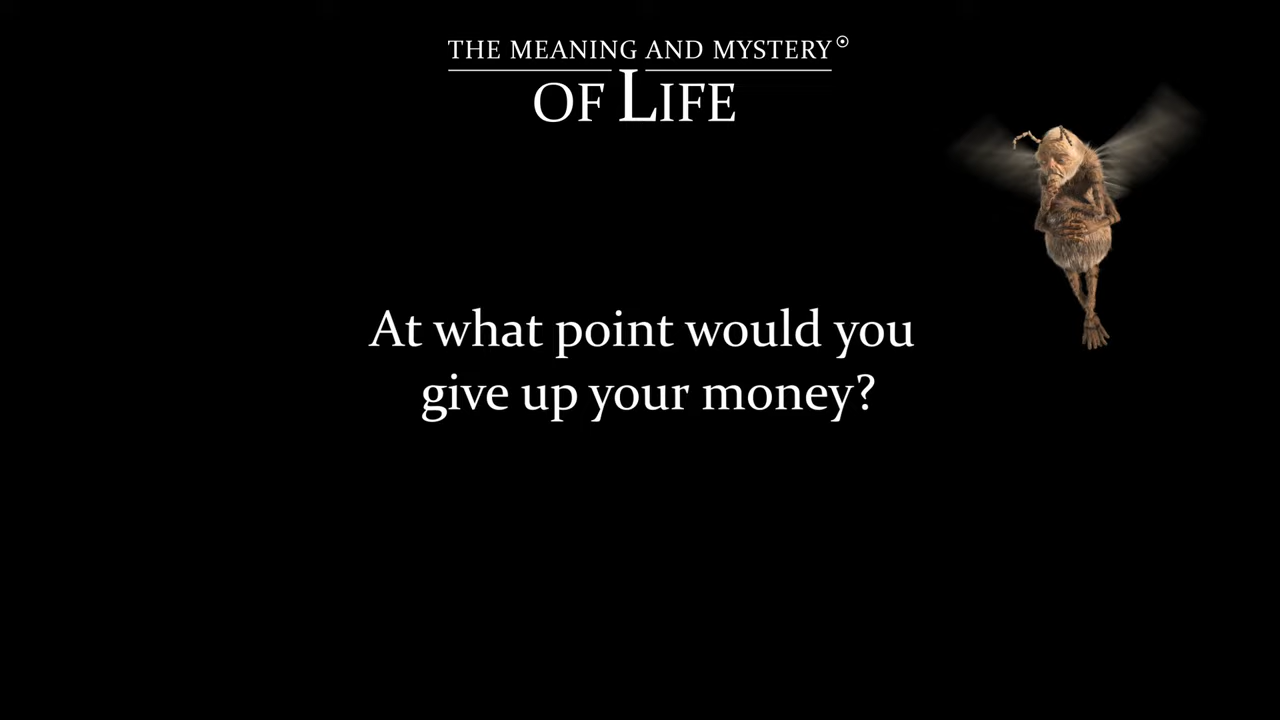 THE MEANING AND MYSTERY
OF LIFE
At what point would you
give up your money?